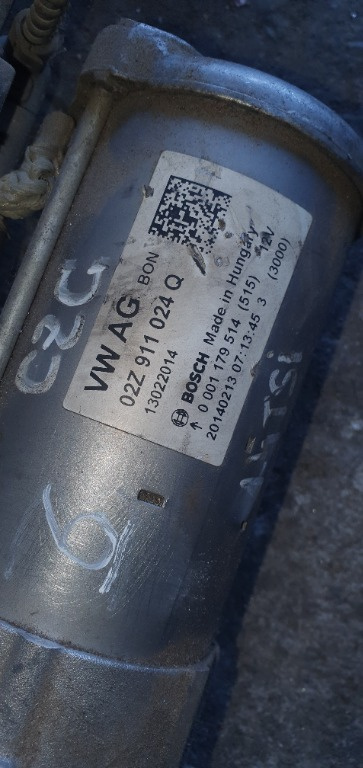 VW AG BON
02Z 911 024 Q
13022014
BOSCH Made in Hungary 12V
0 001 179 514 (515)
20140213 07:13:45 3 (3000)
CZC
6